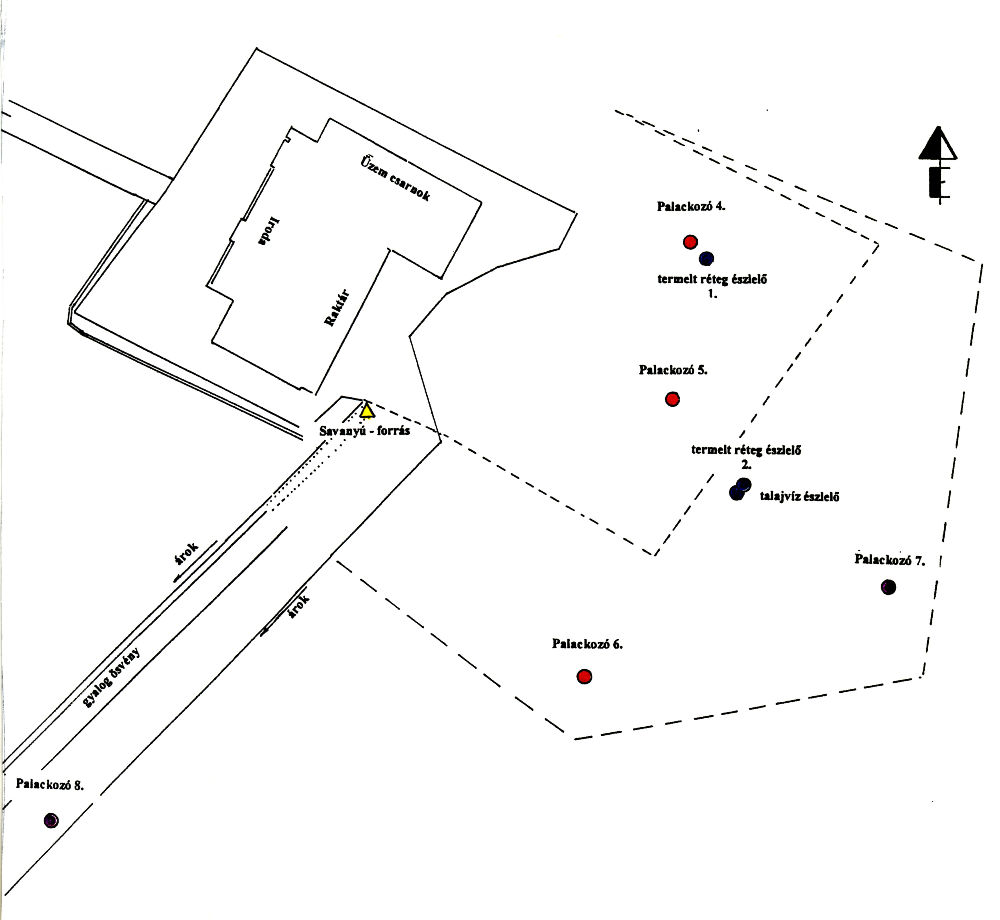 Űzem csarnok
É
Palackozó 4.
Iroda
termelt réteg észlelő
1.
Raktár
Palackozó 5.
Savanyú - forrás
termelt réteg észlelő
2.
talajvíz észlelő
árok
Palackozó 7.
árok
Palackozó 6.
gyalog ösvény
Palackozó 8.